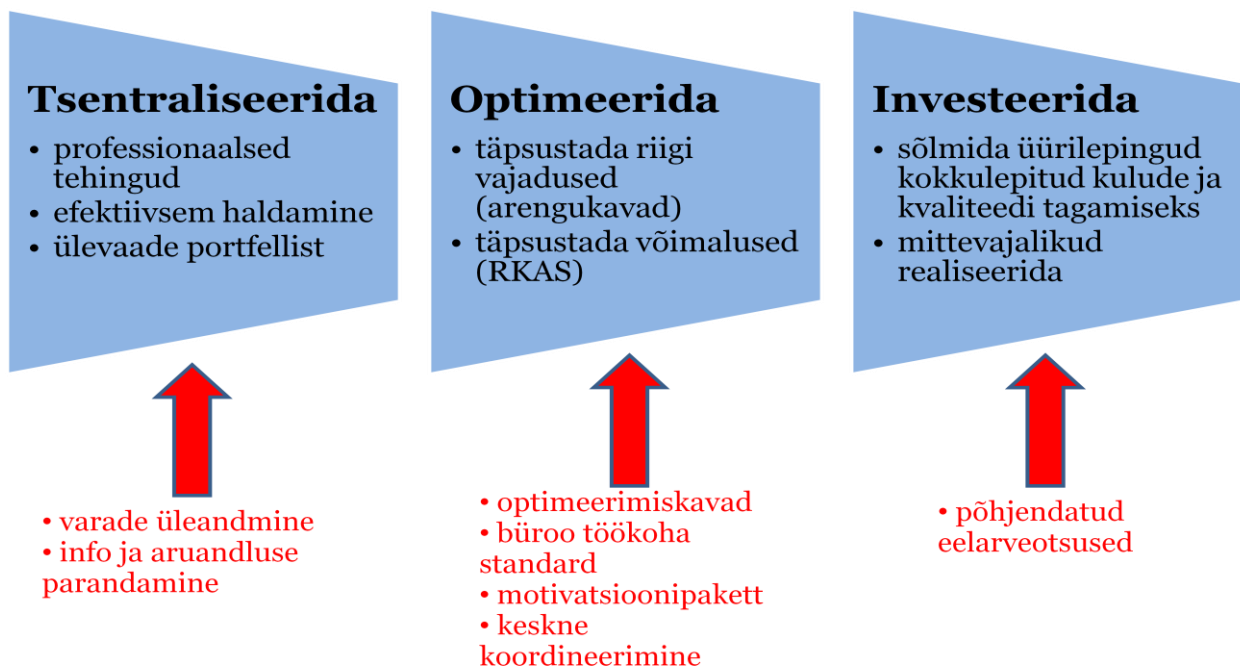 Tsentraliseerida
• professionaalsed
tehingud
• efektiivsem haldamine
• ülevaade portfellist
Optimeerida
• täpsustada riigi
vajadused
(arengukavad)
• täpsustada võimalused
(RKAS)
Investeerida
• sõlmida üürilepingud
kokkulepitud kulude ja
kvaliteedi tagamiseks
• mittevajalikud
realiseerida
• varade üleandmine
• info ja aruandluse
parandamine
• optimeerimiskavad
• büroo töökoha
standard
• motivatsioonipakett
• keskne
koordineerimine
• põhjendatud
eelarveotsused